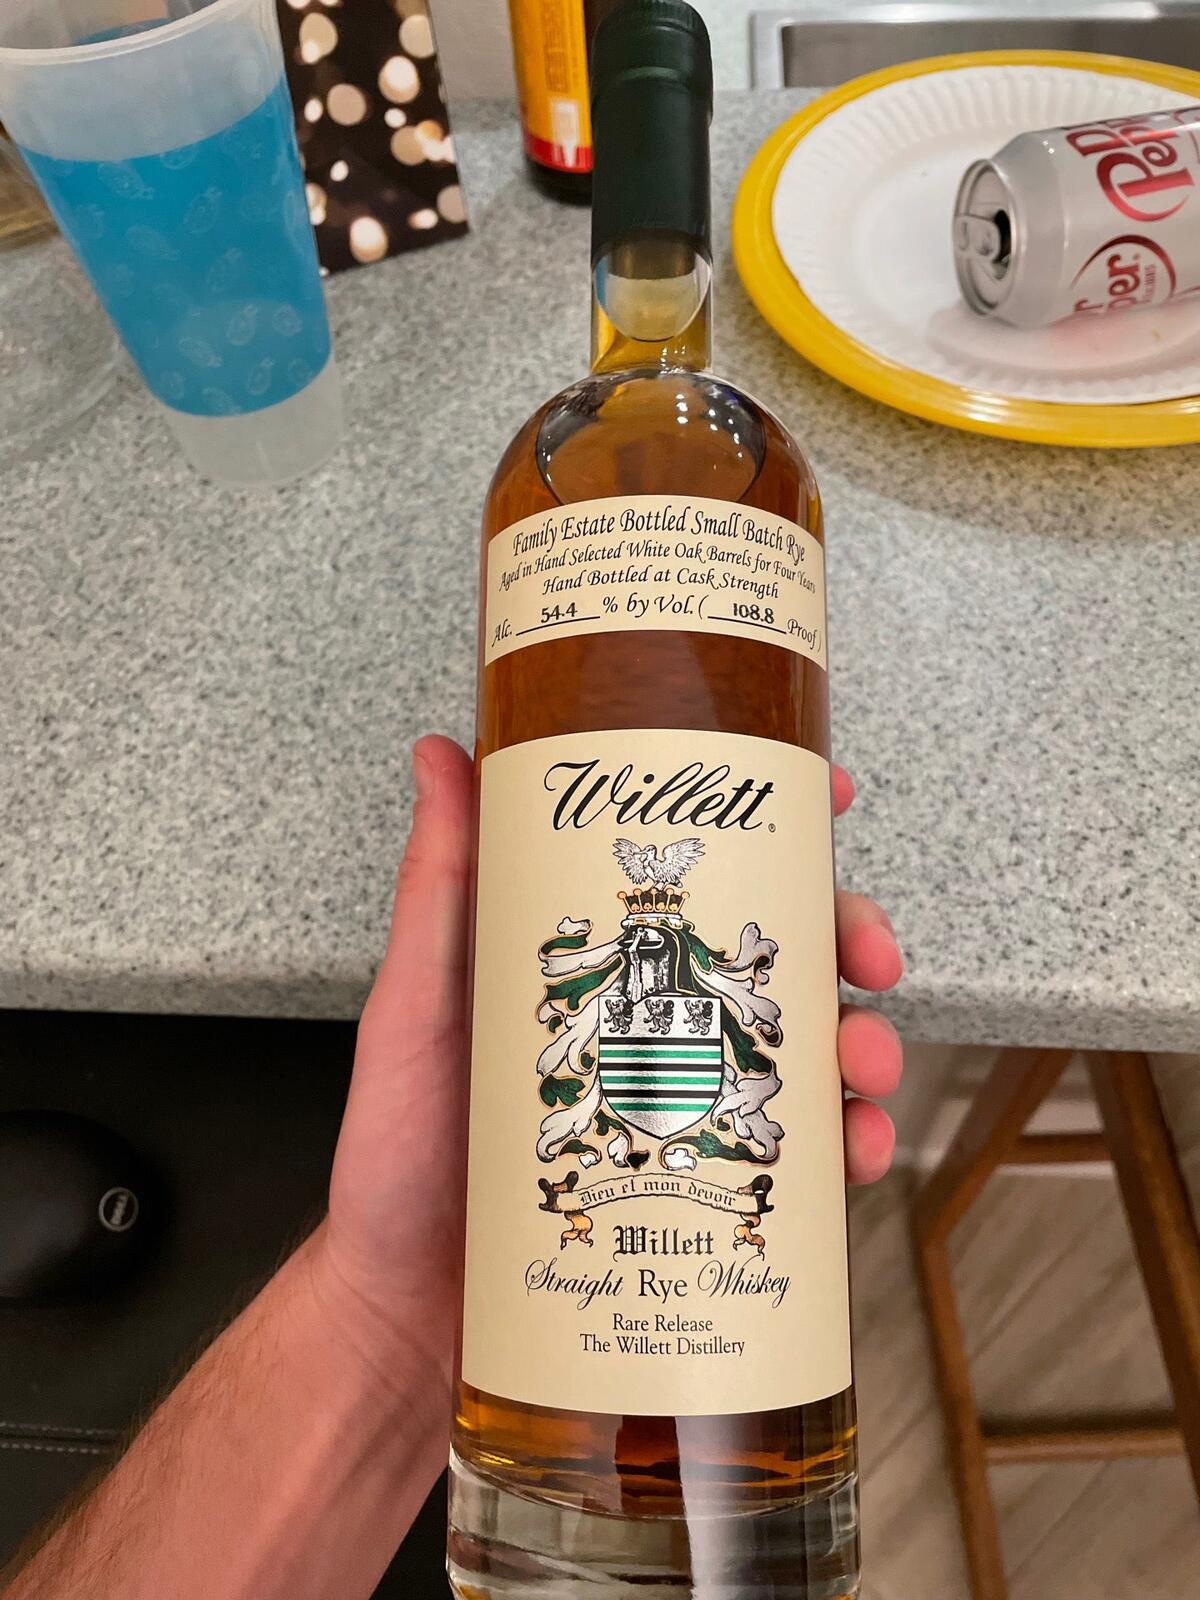 Family Estate Bottled Small Batch Rye
Aged in Hand Selected White Oak Barrels for Four Years
Hand Bottled at Cask Strength
Alc. 54.4 % by Vol. ( 108.8 Proof)
Willett®
Dieu et mon devoir
Willett
Straight Rye Whiskey
Rare Release
The Willett Distillery
Dr
Pepper
DELL